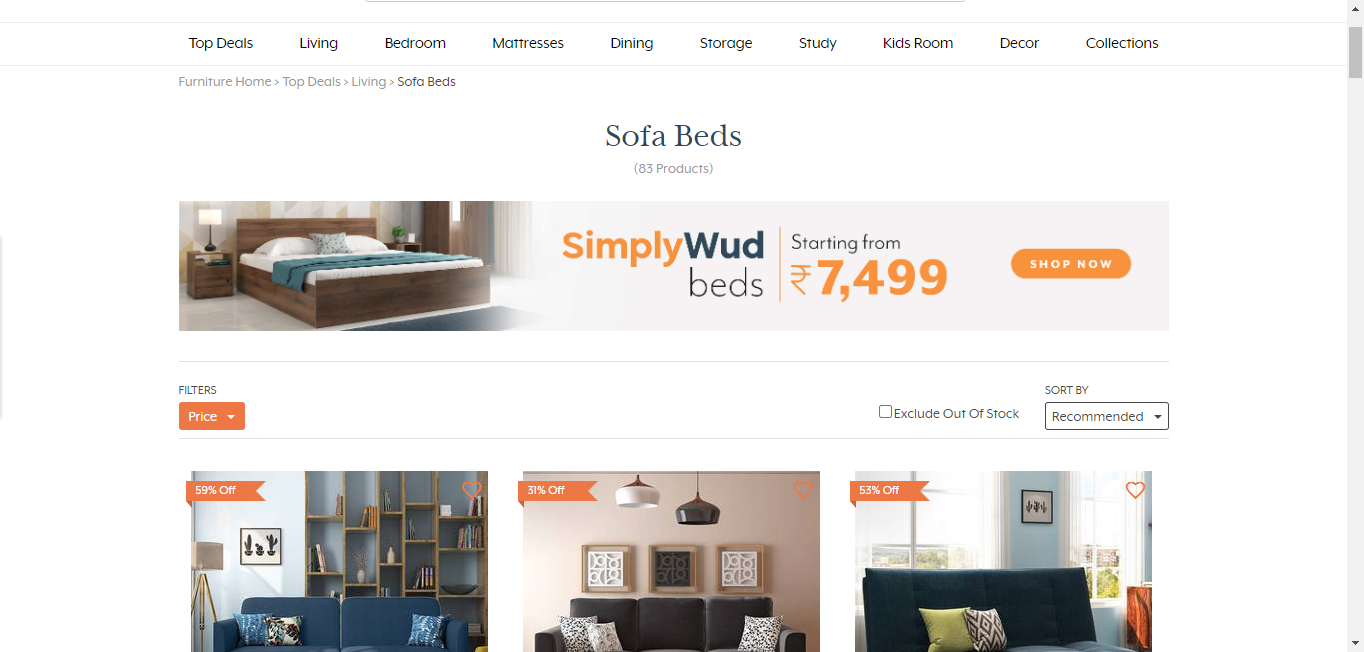 Top Deals Living Bedroom Mattresses Dining Storage Study Kids Room Decor Collections
Furniture Home > Top Deals > Living > Sofa Beds
Sofa Beds
(83 Products)
SimplyWud
beds
Starting from
₹7,499
SHOP NOW
FILTERS
Price
Exclude Out Of Stock
SORT BY
Recommended
59% Off
31% Off
53% Off